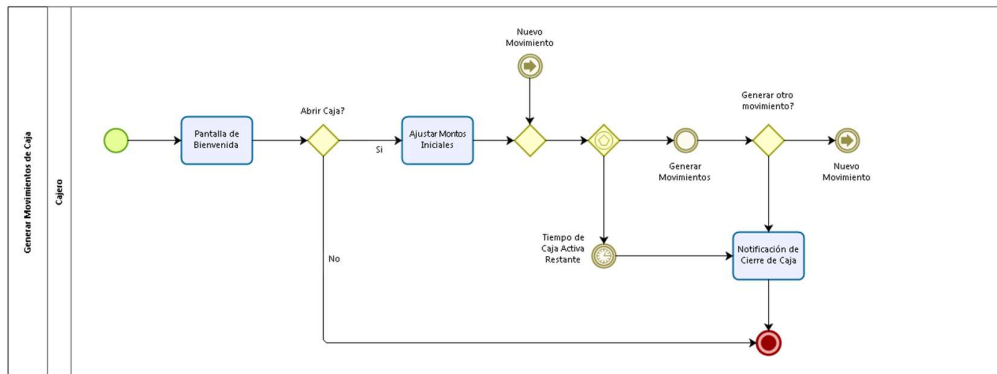 Generar Movimientos de Caja
Cajero
Pantalla de
Bienvenida
Abrir Caja?
Si
No
Ajustar Montos
Iniciales
Nuevo
Movimiento
Tiempo de
Caja Activa
Restante
Generar
Movimientos
Generar otro
movimiento?
Nuevo
Movimiento
Notificación de
Cierre de Caja